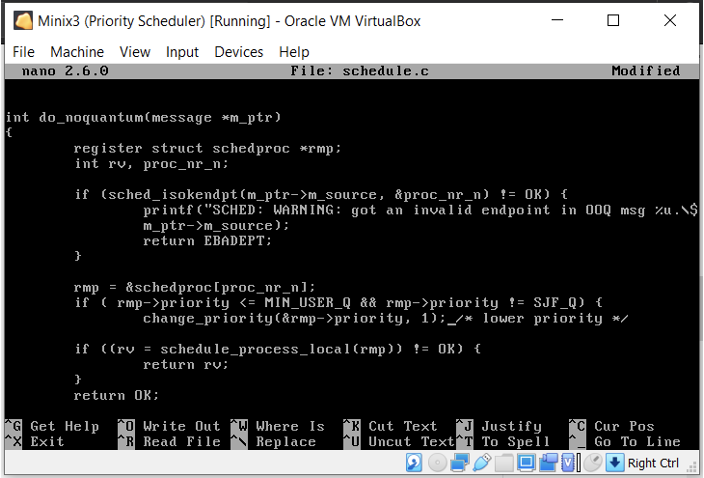 Minix3 (Priority Scheduler) [Running] - Oracle VM VirtualBox
File Machine View Input Devices Help
nano 2.6.0 File: schedule.c Modified
int do_noquantum(message *m_ptr)
{
register struct schedproc *rmp;
int rv, proc_nr_n;
if (sched_isokendpt(m_ptr->m_source, &proc_nr_n) != OK) {
printf("SCHED: WARNING: got an invalid endpoint in OOQ msg %u.\$
m_ptr->m_source);
return EBADEPT;
}
rmp = &schedproc[proc_nr_n];
if ( rmp->priority <= MIN_USER_Q && rmp->priority != SJF_Q) {
change_priority(&rmp->priority, 1);_/* lower priority */
if ((rv = schedule_process_local(rmp)) != OK) {
return rv;
}
return OK;
^G Get Help ^O Write Out ^W Where Is ^K Cut Text ^J Justify ^C Cur Pos
^X Exit ^R Read File ^\ Replace ^U Uncut Text ^T To Spell ^_ Go To Line
Right Ctrl